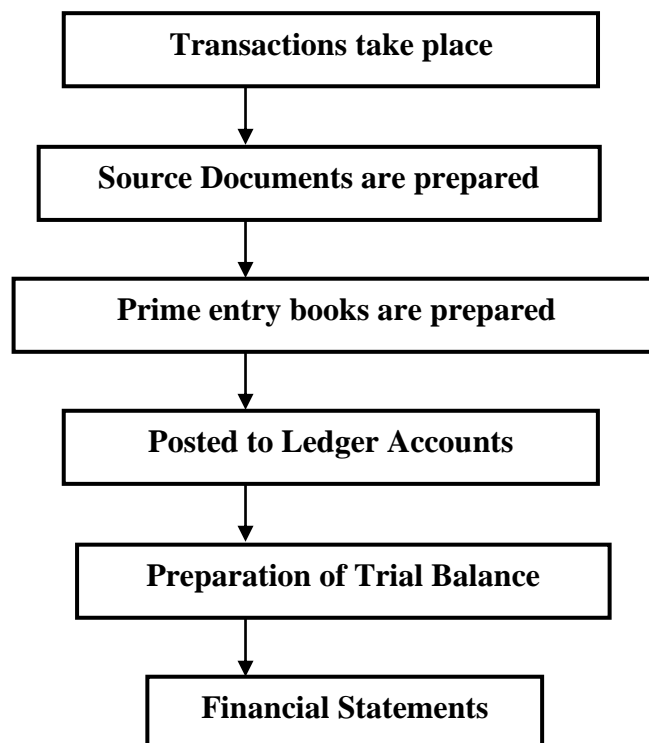 Transactions take place
Source Documents are prepared
Prime entry books are prepared
Posted to Ledger Accounts
Preparation of Trial Balance
Financial Statements